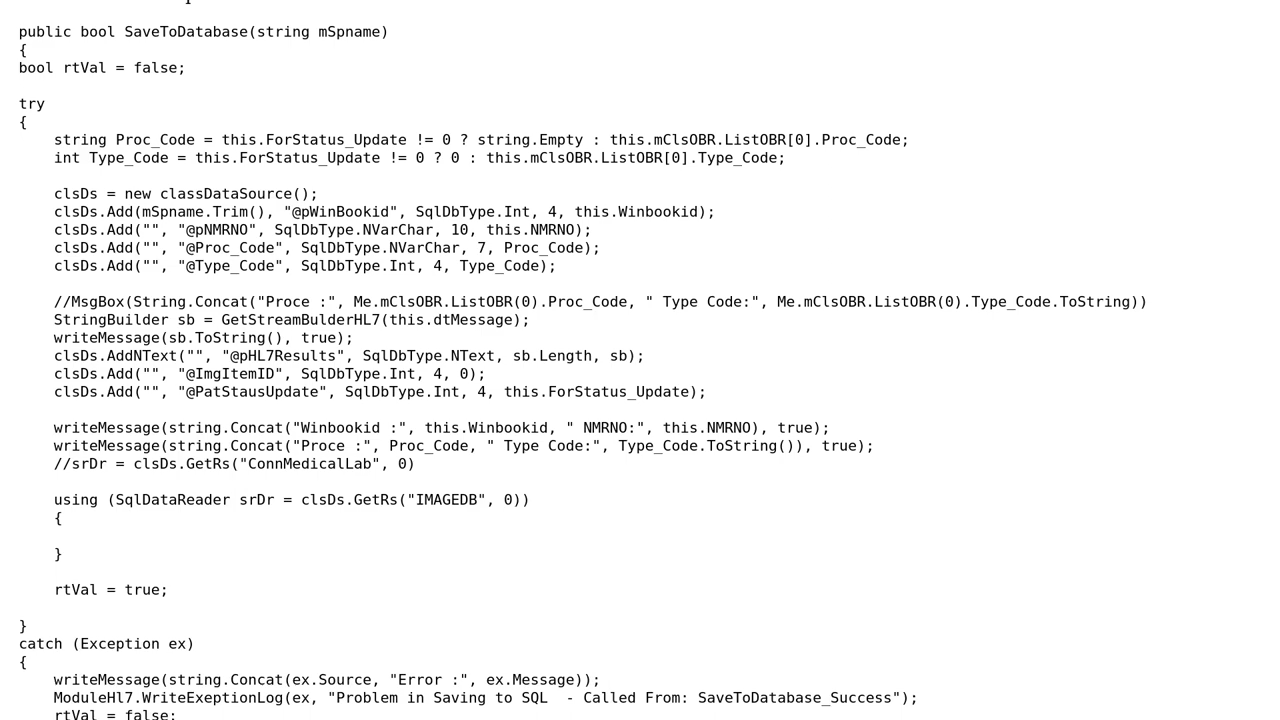 public bool SaveToDatabase(string mSpname)
{
bool rtVal = false;
try
{
string Proc_Code = this.ForStatus_Update != 0 ? string.Empty : this.mClsOBR.ListOBR[0].Proc_Code;
int Type_Code = this.ForStatus_Update != 0 ? 0 : this.mClsOBR.ListOBR[0].Type_Code;
clsDs = new classDataSource();
clsDs.Add(mSpname.Trim(), "@pWinBookid", SqlDbType.Int, 4, this.Winbookid);
clsDs.Add("", "@pNMRNO", SqlDbType.NVarChar, 10, this.NMRNO);
clsDs.Add("", "@Proc_Code", SqlDbType.NVarChar, 7, Proc_Code);
clsDs.Add("", "@Type_Code", SqlDbType.Int, 4, Type_Code);
//MsgBox(String.Concat("Proce :", Me.mClsOBR.ListOBR(0).Proc_Code, " Type Code:", Me.mClsOBR.ListOBR(0).Type_Code.ToString))
StringBuilder sb = GetStreamBulderHL7(this.dtMessage);
writeMessage(sb.ToString(), true);
clsDs.AddNText("", "@pHL7Results", SqlDbType.NText, sb.Length, sb);
clsDs.Add("", "@ImgItemID", SqlDbType.Int, 4, 0);
clsDs.Add("", "@PatStausUpdate", SqlDbType.Int, 4, this.ForStatus_Update);
writeMessage(string.Concat("Winbookid :", this.Winbookid, " NMRNO:", this.NMRNO), true);
writeMessage(string.Concat("Proce :", Proc_Code, " Type Code:", Type_Code.ToString()), true);
//srDr = clsDs.GetRs("ConnMedicalLab", 0)
using (SqlDataReader srDr = clsDs.GetRs("IMAGEDB", 0))
{
}
rtVal = true;
}
catch (Exception ex)
{
writeMessage(string.Concat(ex.Source, "Error :", ex.Message));
ModuleHl7.WriteExeptionLog(ex, "Problem in Saving to SQL  - Called From: SaveToDatabase_Success");
rtVal = false;